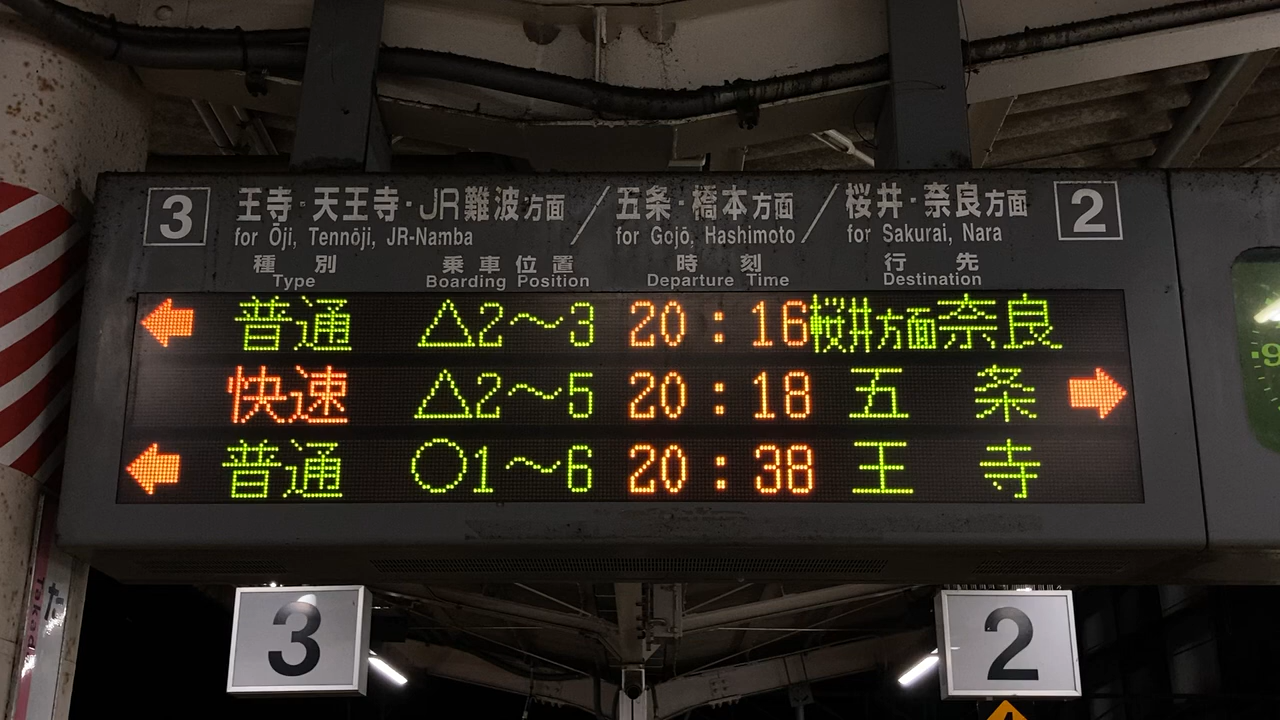 3 王寺・天王寺・JR難波方面／五条・橋本方面／桜井・奈良方面 2
for Ōji, Tennōji, JR-Namba / for Gojō, Hashimoto / for Sakurai, Nara
種別 乗車位置 時刻 行先
Type Boarding Position Departure Time Destination
← 普通 △2～3 20:16 桜井方面奈良
快速 △2～5 20:18 五条 →
← 普通 ○1～6 20:38 王寺
3 2
た
Takada
9